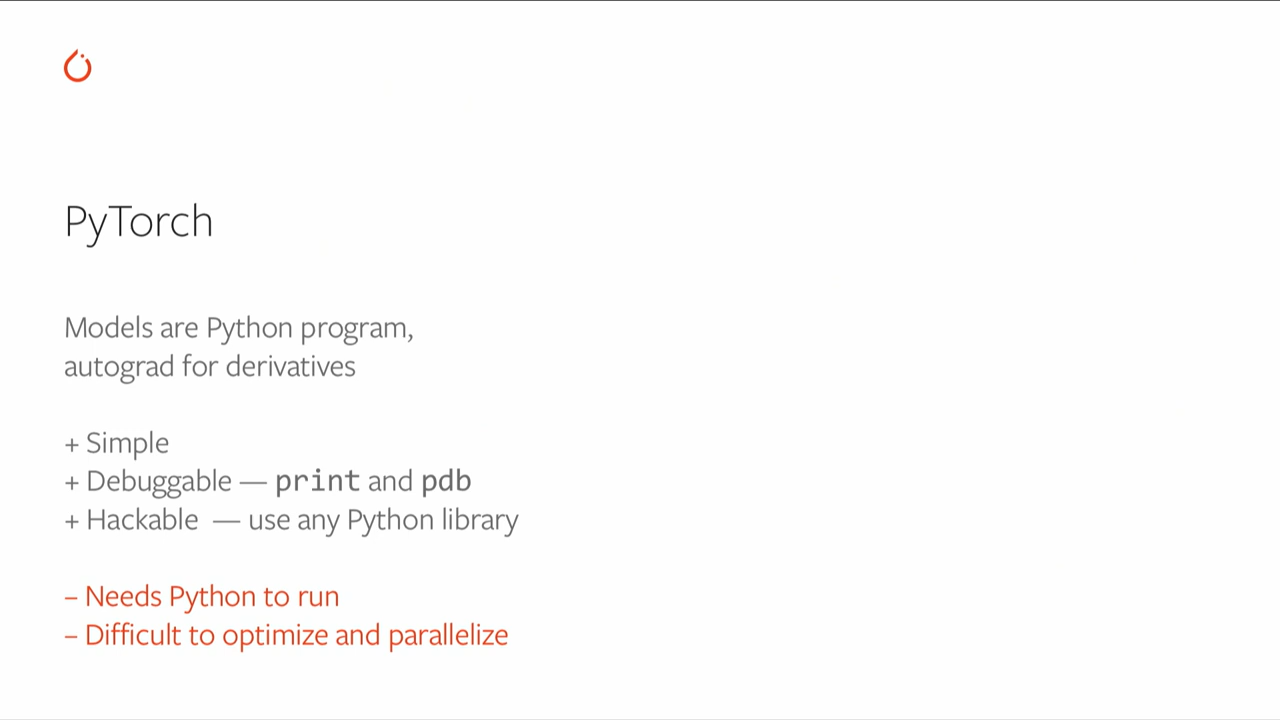 PyTorch
Models are Python program,
autograd for derivatives
+ Simple
+ Debuggable — print and pdb
+ Hackable — use any Python library
– Needs Python to run
– Difficult to optimize and parallelize